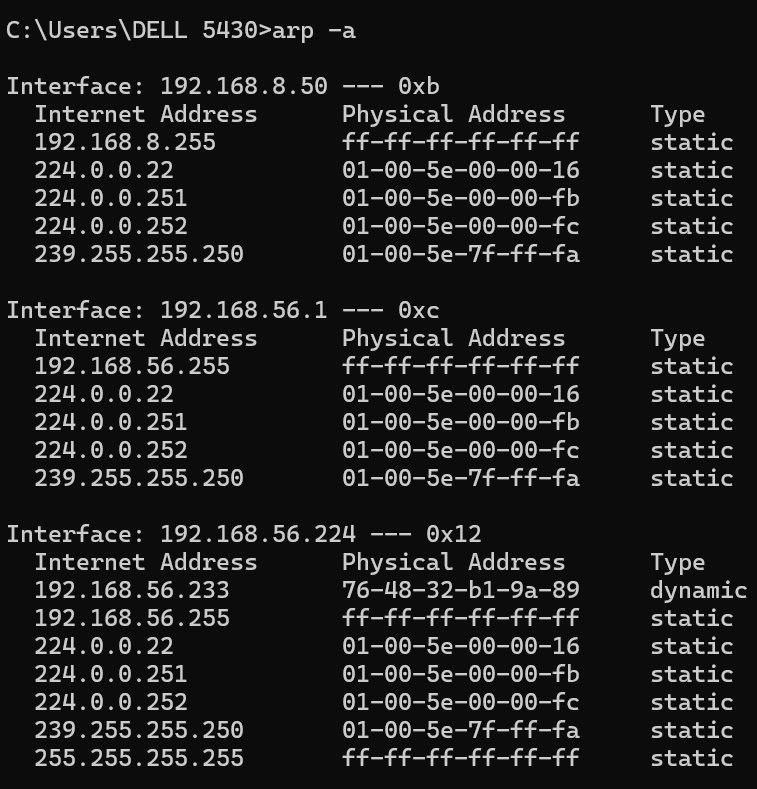 C:\Users\DELL 5430>arp -a
Interface: 192.168.8.50 --- 0xb
  Internet Address      Physical Address      Type
  192.168.8.255         ff-ff-ff-ff-ff-ff     static
  224.0.0.22            01-00-5e-00-00-16     static
  224.0.0.251           01-00-5e-00-00-fb     static
  224.0.0.252           01-00-5e-00-00-fc     static
  239.255.255.250       01-00-5e-7f-ff-fa     static
Interface: 192.168.56.1 --- 0xc
  Internet Address      Physical Address      Type
  192.168.56.255        ff-ff-ff-ff-ff-ff     static
  224.0.0.22            01-00-5e-00-00-16     static
  224.0.0.251           01-00-5e-00-00-fb     static
  224.0.0.252           01-00-5e-00-00-fc     static
  239.255.255.250       01-00-5e-7f-ff-fa     static
Interface: 192.168.56.224 --- 0x12
  Internet Address      Physical Address      Type
  192.168.56.233        76-48-32-b1-9a-89     dynamic
  192.168.56.255        ff-ff-ff-ff-ff-ff     static
  224.0.0.22            01-00-5e-00-00-16     static
  224.0.0.251           01-00-5e-00-00-fb     static
  224.0.0.252           01-00-5e-00-00-fc     static
  239.255.255.250       01-00-5e-7f-ff-fa     static
  255.255.255.255       ff-ff-ff-ff-ff-ff     static